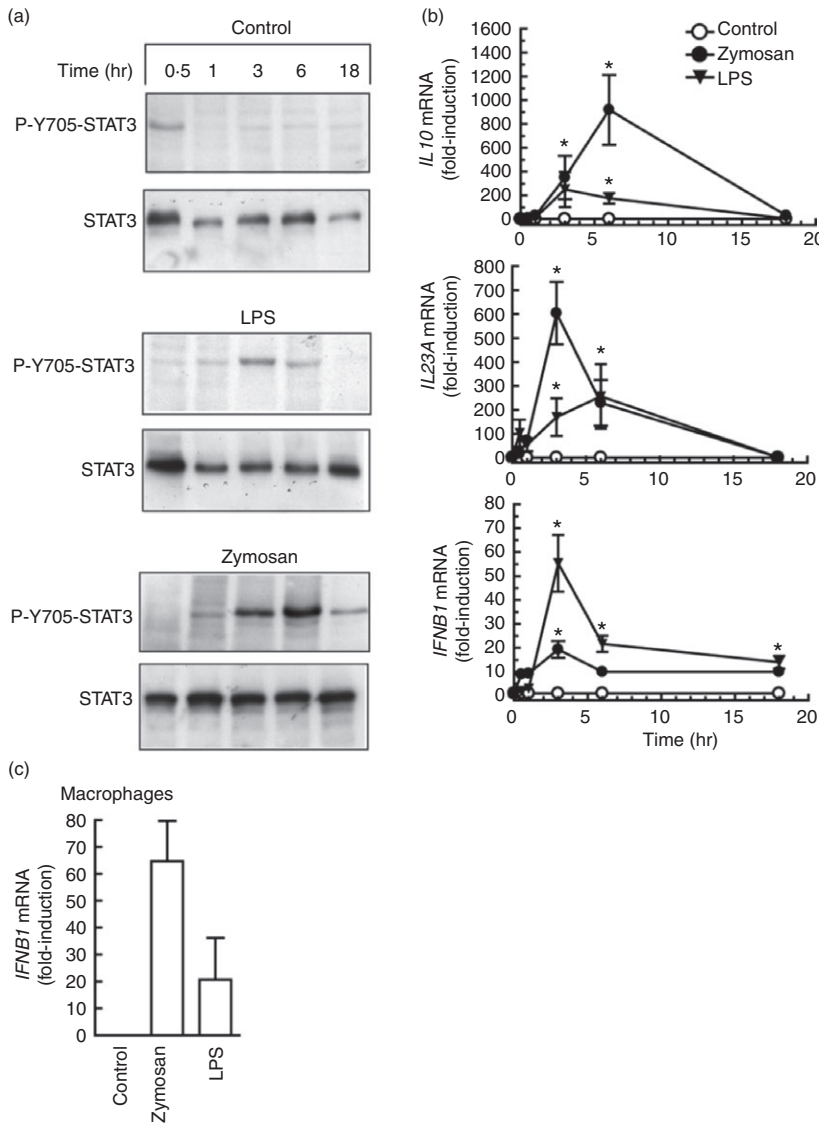 (a)
Control
Time (hr) 0·5 1 3 6 18
P-Y705-STAT3
STAT3
LPS
P-Y705-STAT3
STAT3
Zymosan
P-Y705-STAT3
STAT3
(b)
Control
Zymosan
LPS
IL10 mRNA
(fold-induction)
1600
1400
1200
1000
800
600
400
200
0
0 5 10 15 20
* * *
IL23A mRNA
(fold-induction)
800
700
600
500
400
300
200
100
0
0 5 10 15 20
* * *
IFNB1 mRNA
(fold-induction)
80
70
60
50
40
30
20
10
0
0 5 10 15 20
* * * * *
Time (hr)
(c)
Macrophages
IFNB1 mRNA
(fold-induction)
80
70
60
50
40
30
20
10
0
Control
Zymosan
LPS